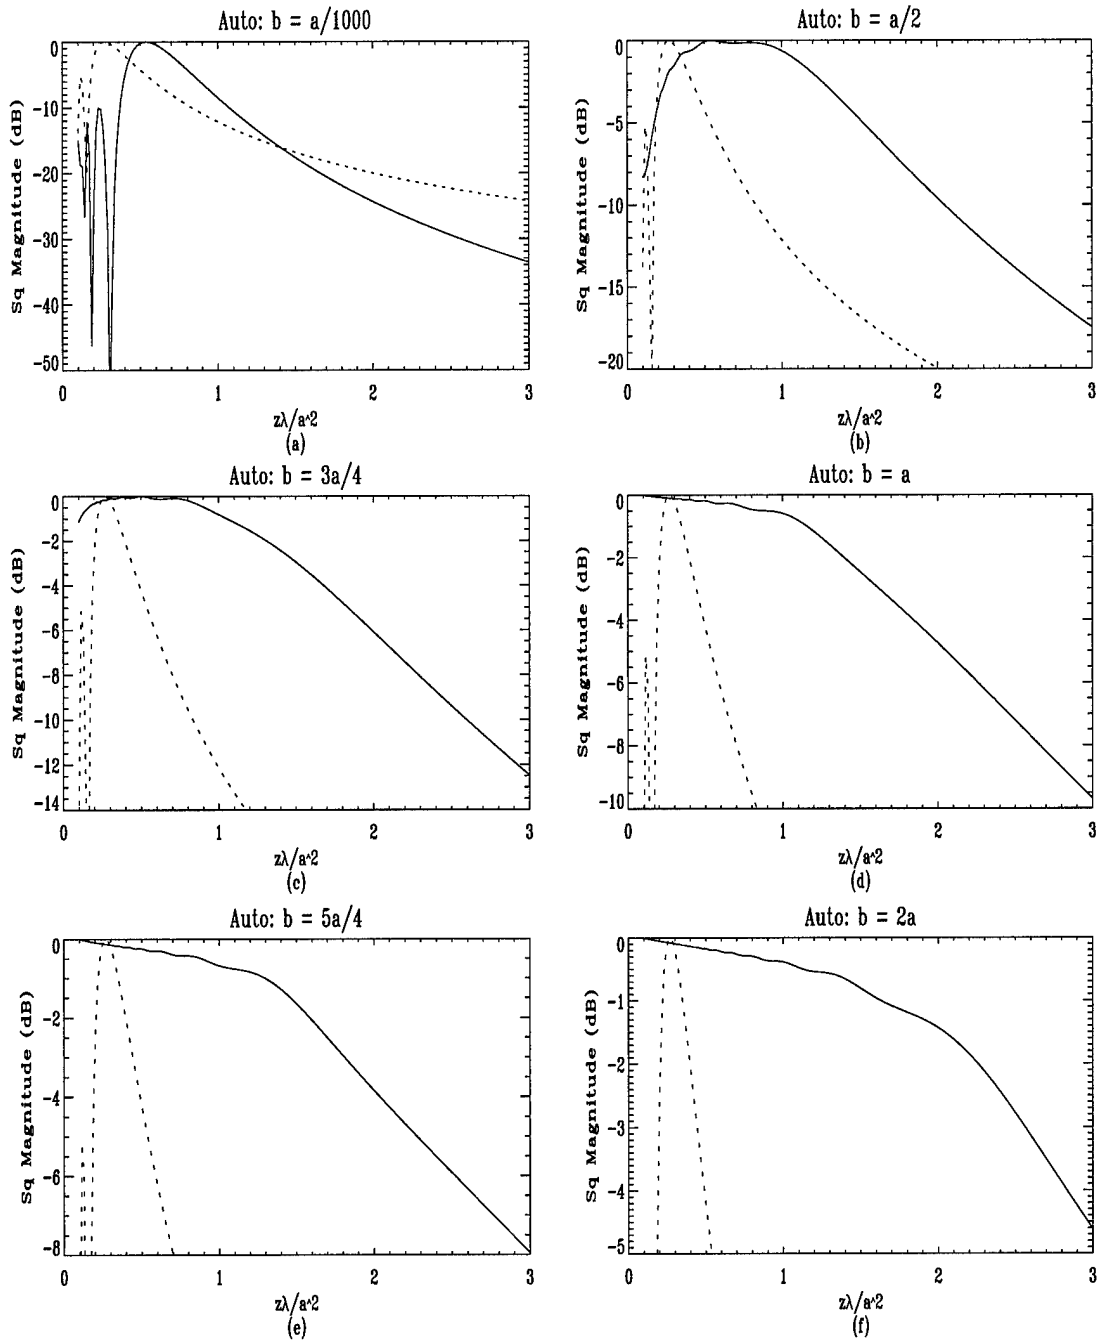 Auto: b = a/1000
Sq Magnitude (dB)
0
-10
-20
-30
-40
-50
0 1 2 3
zλ/a^2
(a)
Auto: b = a/2
Sq Magnitude (dB)
0
-5
-10
-15
-20
0 1 2 3
zλ/a^2
(b)
Auto: b = 3a/4
Sq Magnitude (dB)
0
-2
-4
-6
-8
-10
-12
-14
0 1 2 3
zλ/a^2
(c)
Auto: b = a
Sq Magnitude (dB)
0
-2
-4
-6
-8
-10
0 1 2 3
zλ/a^2
(d)
Auto: b = 5a/4
Sq Magnitude (dB)
0
-2
-4
-6
-8
0 1 2 3
zλ/a^2
(e)
Auto: b = 2a
Sq Magnitude (dB)
0
-1
-2
-3
-4
-5
0 1 2 3
zλ/a^2
(f)